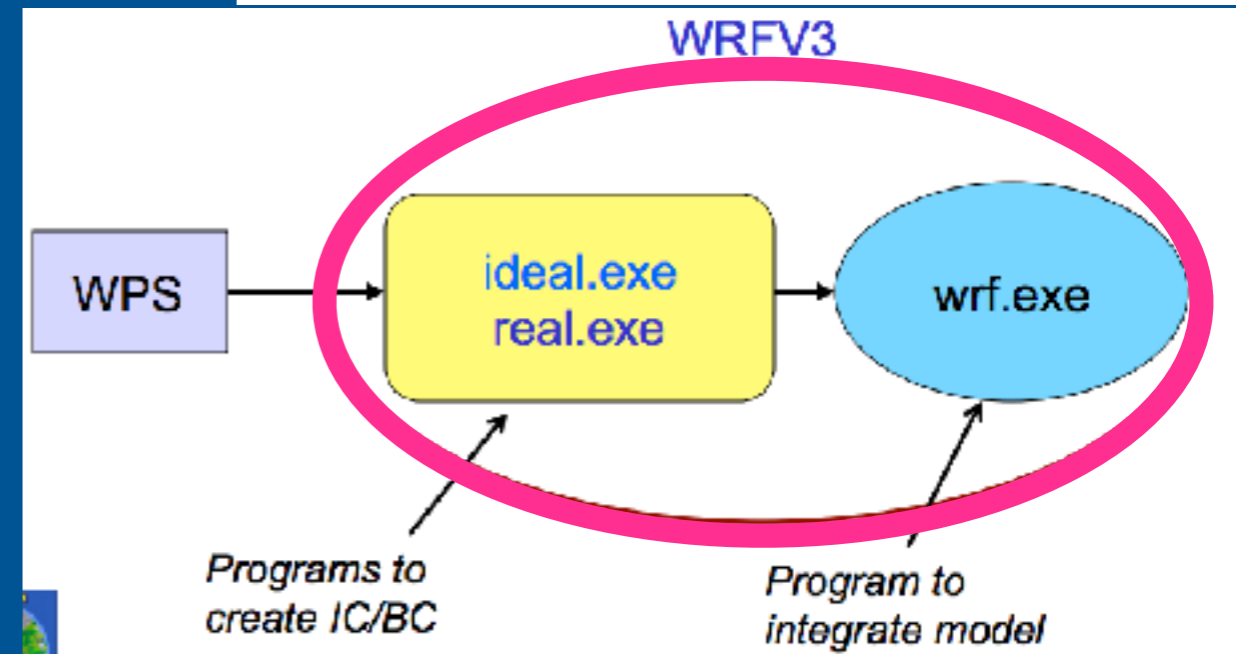 WRFV3
WPS
ideal.exe
real.exe
wrf.exe
Programs to
create IC/BC
Program to
integrate model